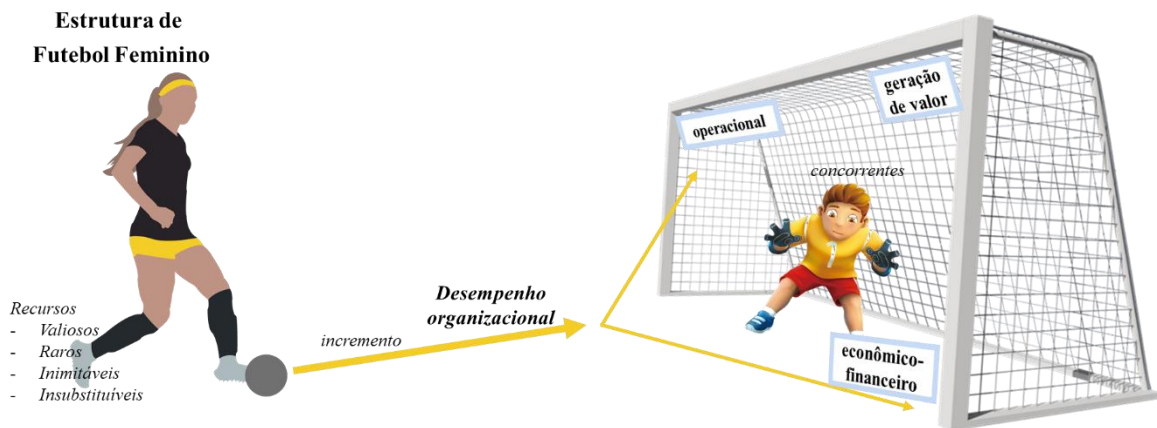 Estrutura de
Futebol Feminino
Recursos
- Valiosos
- Raros
- Inimitáveis
- Insubstituíveis
incremento
Desempenho
organizacional
operacional
geração
de valor
concorrentes
econômico-
financeiro